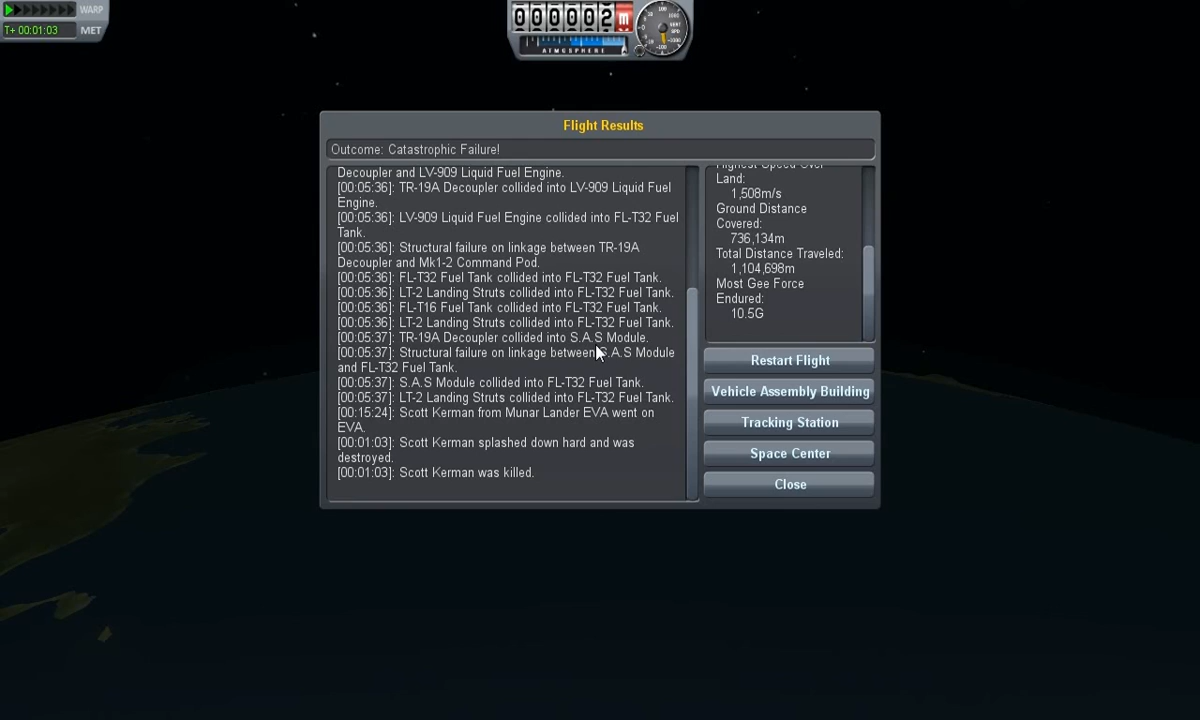 WARP
T+ 00:01:03 MET
000002 m
ATMOSPHERE
Flight Results
Outcome: Catastrophic Failure!
Decoupler and LV-909 Liquid Fuel Engine.
[00:05:36]: TR-19A Decoupler collided into LV-909 Liquid Fuel
Engine.
[00:05:36]: LV-909 Liquid Fuel Engine collided into FL-T32 Fuel
Tank.
[00:05:36]: Structural failure on linkage between TR-19A
Decoupler and Mk1-2 Command Pod.
[00:05:36]: FL-T32 Fuel Tank collided into FL-T32 Fuel Tank.
[00:05:36]: LT-2 Landing Struts collided into FL-T32 Fuel Tank.
[00:05:36]: FL-T16 Fuel Tank collided into FL-T32 Fuel Tank.
[00:05:36]: LT-2 Landing Struts collided into FL-T32 Fuel Tank.
[00:05:37]: TR-19A Decoupler collided into S.A.S Module.
[00:05:37]: Structural failure on linkage between S.A.S Module
and FL-T32 Fuel Tank.
[00:05:37]: S.A.S Module collided into FL-T32 Fuel Tank.
[00:05:37]: LT-2 Landing Struts collided into FL-T32 Fuel Tank.
[00:15:24]: Scott Kerman from Munar Lander EVA went on
EVA.
[00:01:03]: Scott Kerman splashed down hard and was
destroyed.
[00:01:03]: Scott Kerman was killed.
Highest Speed Over
Land:
1,508m/s
Ground Distance
Covered:
736,134m
Total Distance Traveled:
1,104,698m
Most Gee Force
Endured:
10.5G
Restart Flight
Vehicle Assembly Building
Tracking Station
Space Center
Close